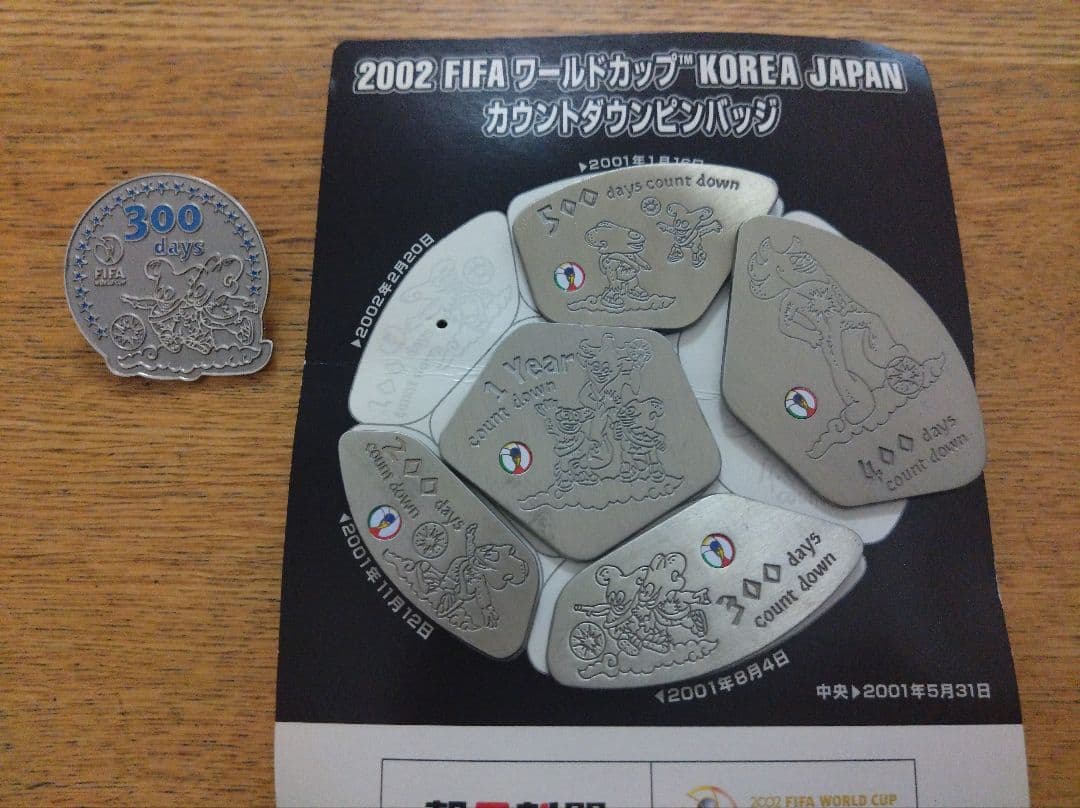 2002 FIFA ワールドカップ™ KOREA JAPAN
カウントダウンピンバッジ
▶2001年1月16日
500 days count down
▶2002年2月20日
100 days
count down
1 Year
count down
400 days
count down
200 days
count down
◀2001年11月12日
300 days
count down
◀2001年8月4日
中央▶2001年5月31日
300
days
FIFA
2002 FIFA WORLD CUP